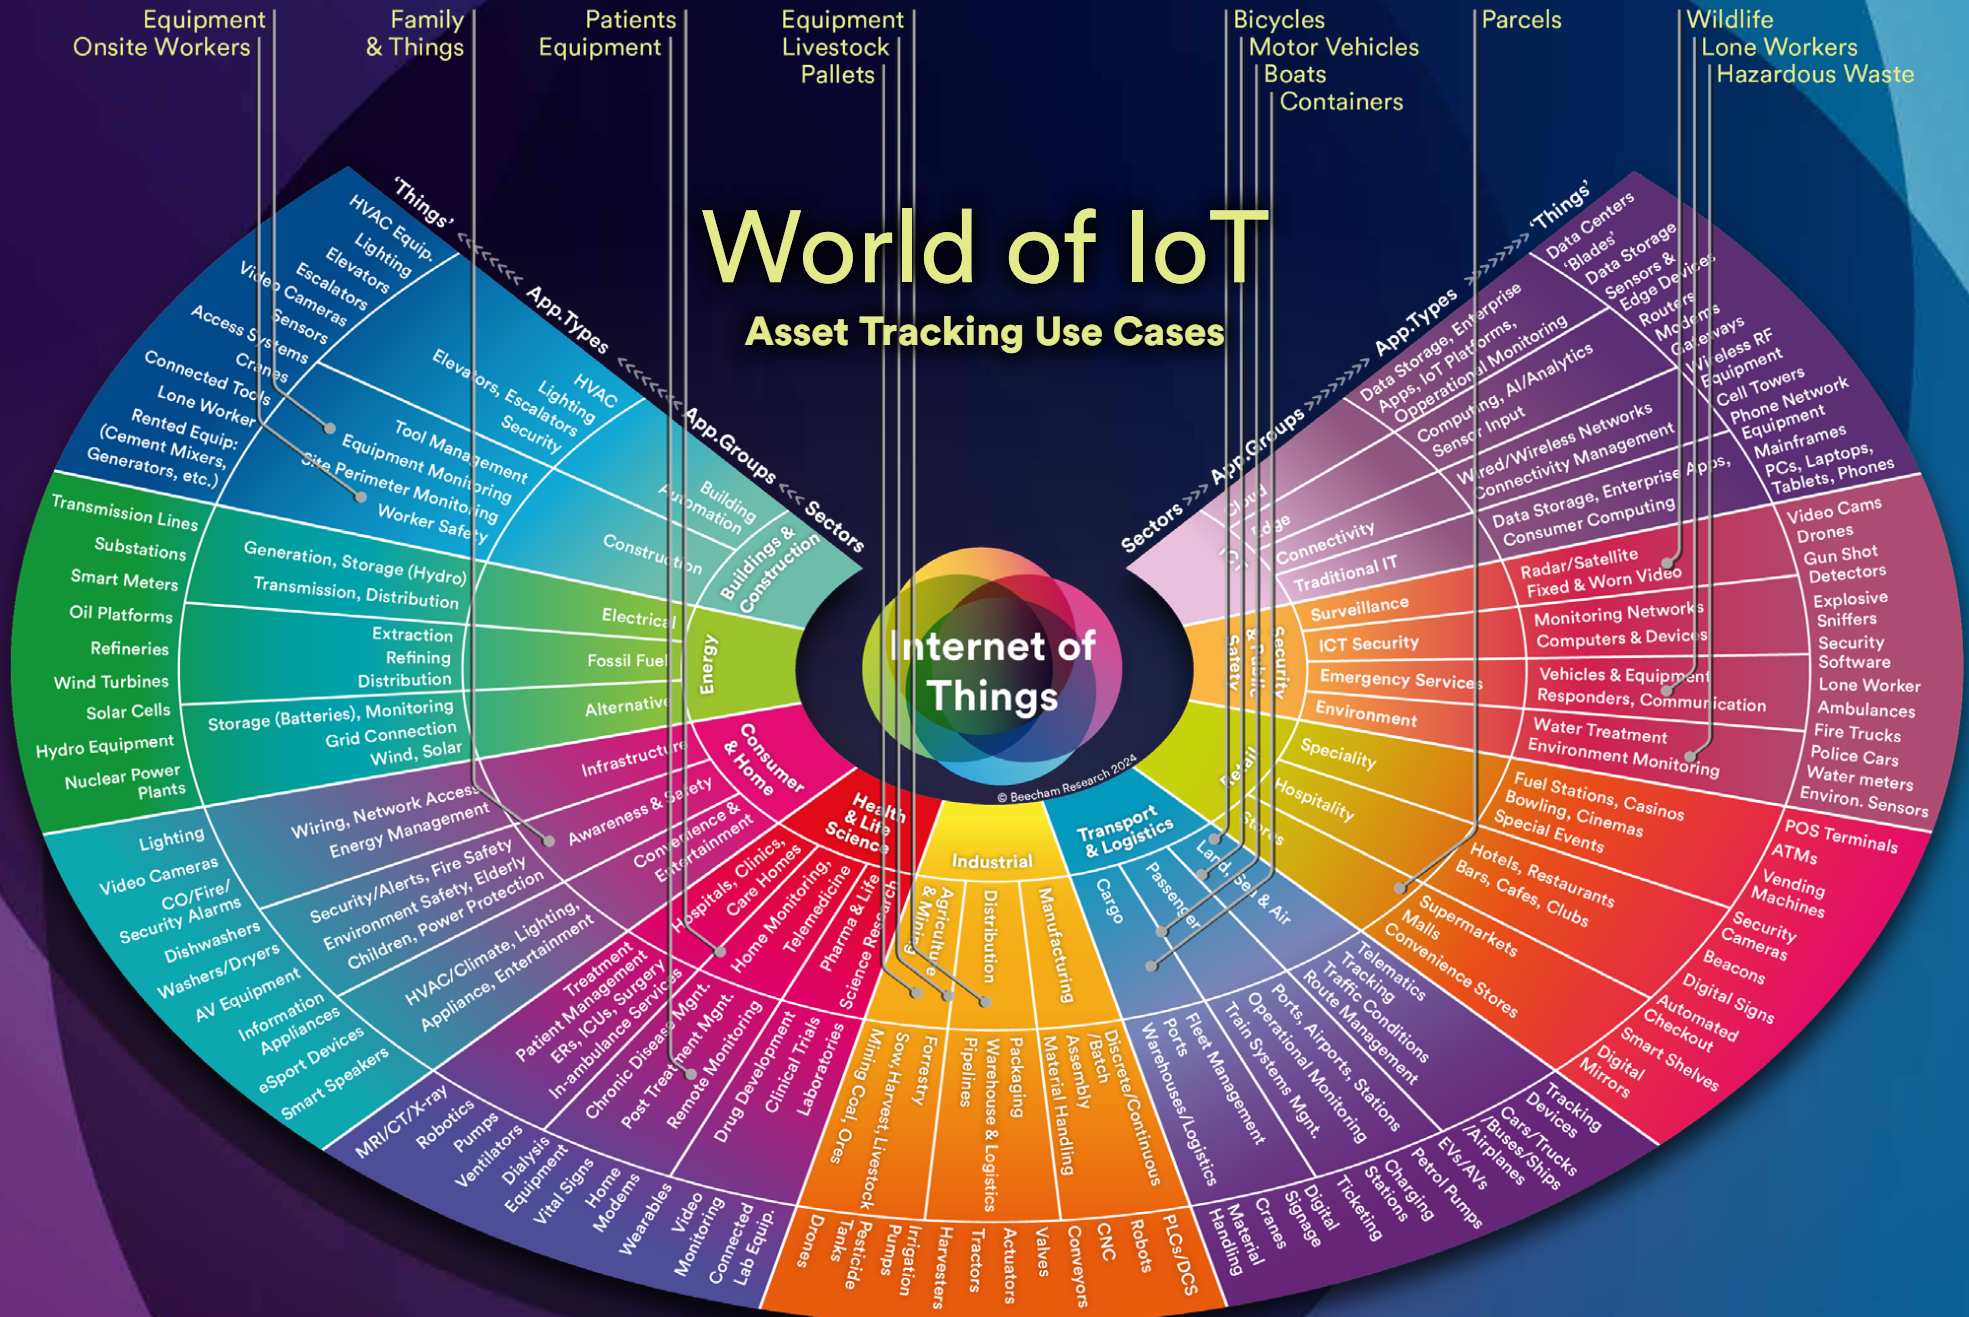 Equipment
Onsite Workers
Family
& Things
Patients
Equipment
Equipment
Livestock
Pallets
Bicycles
Motor Vehicles
Boats
Containers
Parcels
Wildlife
Lone Workers
Hazardous Waste
World of IoT
Asset Tracking Use Cases
'Things'
App.Types
App.Groups
Sectors
Sectors
App.Groups
App.Types
'Things'
Internet of
Things
© Beecham Research 2024
Buildings &
Construction
Building
Automation
Construction
HVAC
Lighting
Elevators, Escalators
Security
Tool Management
Equipment Monitoring
Site Perimeter Monitoring
Worker Safety
HVAC Equip.
Lighting
Elevators
Escalators
Video Cameras
Sensors
Access Systems
Cranes
Connected Tools
Lone Worker
Rented Equip:
(Cement Mixers,
Generators, etc.)
Energy
Electrical
Fossil Fuel
Alternative
Generation, Storage (Hydro)
Transmission, Distribution
Extraction
Refining
Distribution
Storage (Batteries), Monitoring
Grid Connection
Wind, Solar
Transmission Lines
Substations
Smart Meters
Oil Platforms
Refineries
Wind Turbines
Solar Cells
Hydro Equipment
Nuclear Power
Plants
Consumer
& Home
Infrastructure
Awareness & Safety
Convenience &
Entertainment
Wiring, Network Access
Energy Management
Security/Alerts, Fire Safety
Environment Safety, Elderly
Children, Power Protection
HVAC/Climate, Lighting,
Appliance, Entertainment
Lighting
Video Cameras
CO/Fire/
Security Alarms
Dishwashers
Washers/Dryers
AV Equipment
Information
Appliances
eSport Devices
Smart Speakers
Health
& Life
Science
Hospitals, Clinics,
Care Homes
Home Monitoring,
Telemedicine
Pharma & Life
Science Research
Treatment
Patient Management
ERs, ICUs, Surgery
In-ambulance Services
Chronic Disease Mgnt.
Post Treatment Mgnt.
Remote Monitoring
Drug Development
Clinical Trials
Laboratories
MRI/CT/X-ray
Robotics
Pumps
Ventilators
Dialysis
Equipment
Vital Signs
Home
Modems
Wearables
Video
Monitoring
Connected
Lab Equip.
Industrial
Agriculture
& Mining
Distribution
Manufacturing
Mining Coal, Ores
Sow, Harvest, Livestock
Forrestry
Pipelines
Warehouse & Logistics
Packaging
Material Handling
Assembly
Discrete/Continuous
/Batch
Drones
Pesticide
Tanks
Irrigation
Pumps
Harvesters
Tractors
Actuators
Valves
Conveyors
CNC
Robots
PLCs/DCS
Transport
& Logistics
Cargo
Passenger
Land, Sea & Air
Warehouses/Logistics
Ports
Fleet Management
Train Systems Mgmt.
Operational Monitoring
Ports, Airports, Stations
Route Management
Traffic Conditions
Tracking
Telematics
Material
Handling
Cranes
Digital
Signage
Ticketing
Charging
Stations
Petrol Pumps
EVs/AVs
Cars/Trucks
/Buses/Ships
/Airplanes
Tracking
Devices
Retail
Speciality
Hospitality
Stores
Fuel Stations, Casinos
Bowling, Cinemas
Special Events
Hotels, Restaurants
Bars, Cafes, Clubs
Supermarkets
Malls
Convenience Stores
POS Terminals
ATMs
Vending
Machines
Security
Cameras
Beacons
Digital Signs
Automated
Checkout
Smart Shelves
Digital
Mirrors
Security
& Public
Safety
Surveillance
ICT Security
Emergency Services
Environment
Radar/Satellite
Fixed & Worn Video
Monitoring Networks
Computers & Devices
Vehicles & Equipment
Responders, Communication
Water Treatment
Environment Monitoring
Video Cams
Drones
Gun Shot
Detectors
Explosive
Sniffers
Security
Software
Lone Worker
Ambulances
Fire Trucks
Police Cars
Water meters
Environ. Sensors
ICT
Cloud
Edge
Connectivity
Traditional IT
Data Storage, Enterprise
Apps, IoT Platforms,
Opperational Monitoring
Computing, AI/Analytics
Sensor Input
Wired/Wireless Networks
Connectivity Management
Data Storage, Enterprise Apps,
Consumer Computing
Data Centers
'Blades'
Data Storage
Sensors &
Edge Devices
Routers
Modems
Gateways
Wireless RF
Equipment
Cell Towers
Phone Network
Equipment
Mainframes
PCs, Laptops,
Tablets, Phones